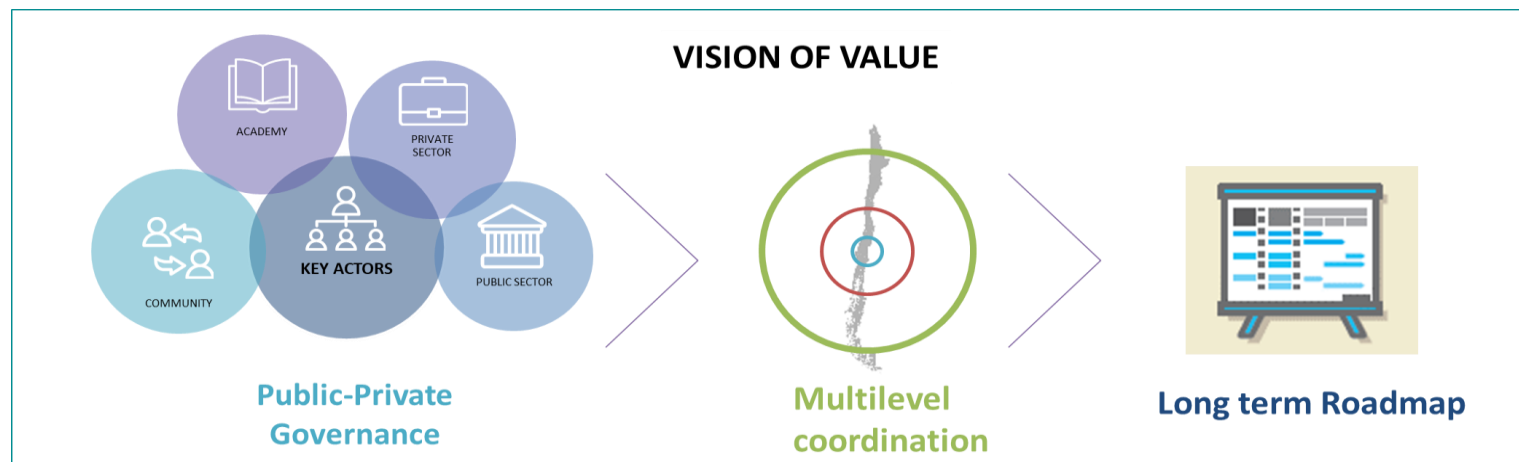 VISION OF VALUE
ACADEMY
PRIVATE
SECTOR
COMMUNITY
KEY ACTORS
PUBLIC SECTOR
Public-Private
Governance
Multilevel
coordination
Long term Roadmap